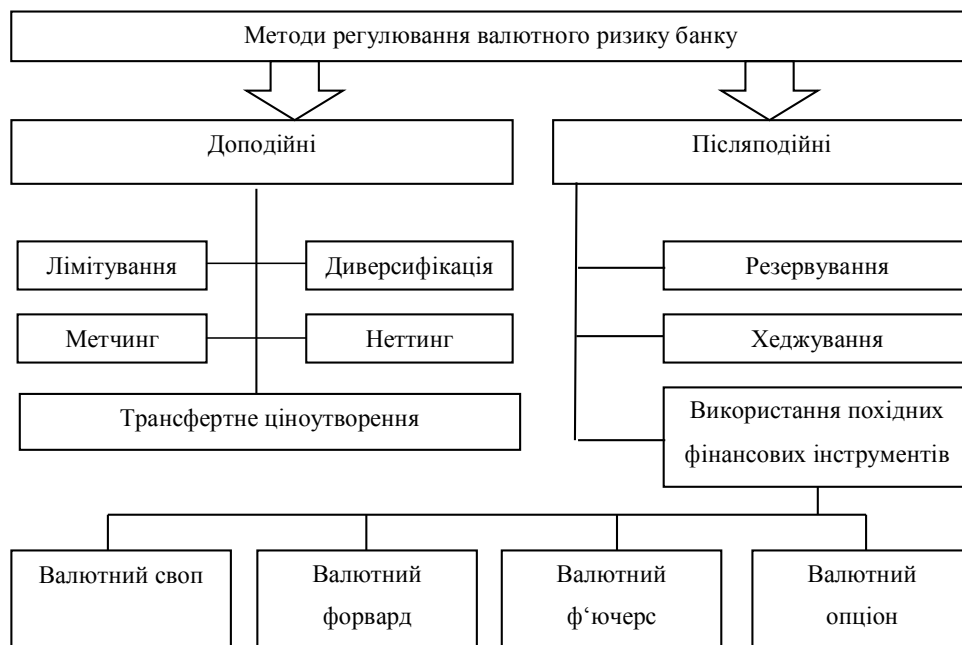 Методи регулювання валютного ризику банку
Доподійні
Післяподійні
Лімітування
Диверсифікація
Резервування
Метчинг
Неттинг
Хеджування
Трансфертне ціноутворення
Використання похідних
фінансових інструментів
Валютний своп
Валютний
форвард
Валютний
ф‘ючерс
Валютний
опціон